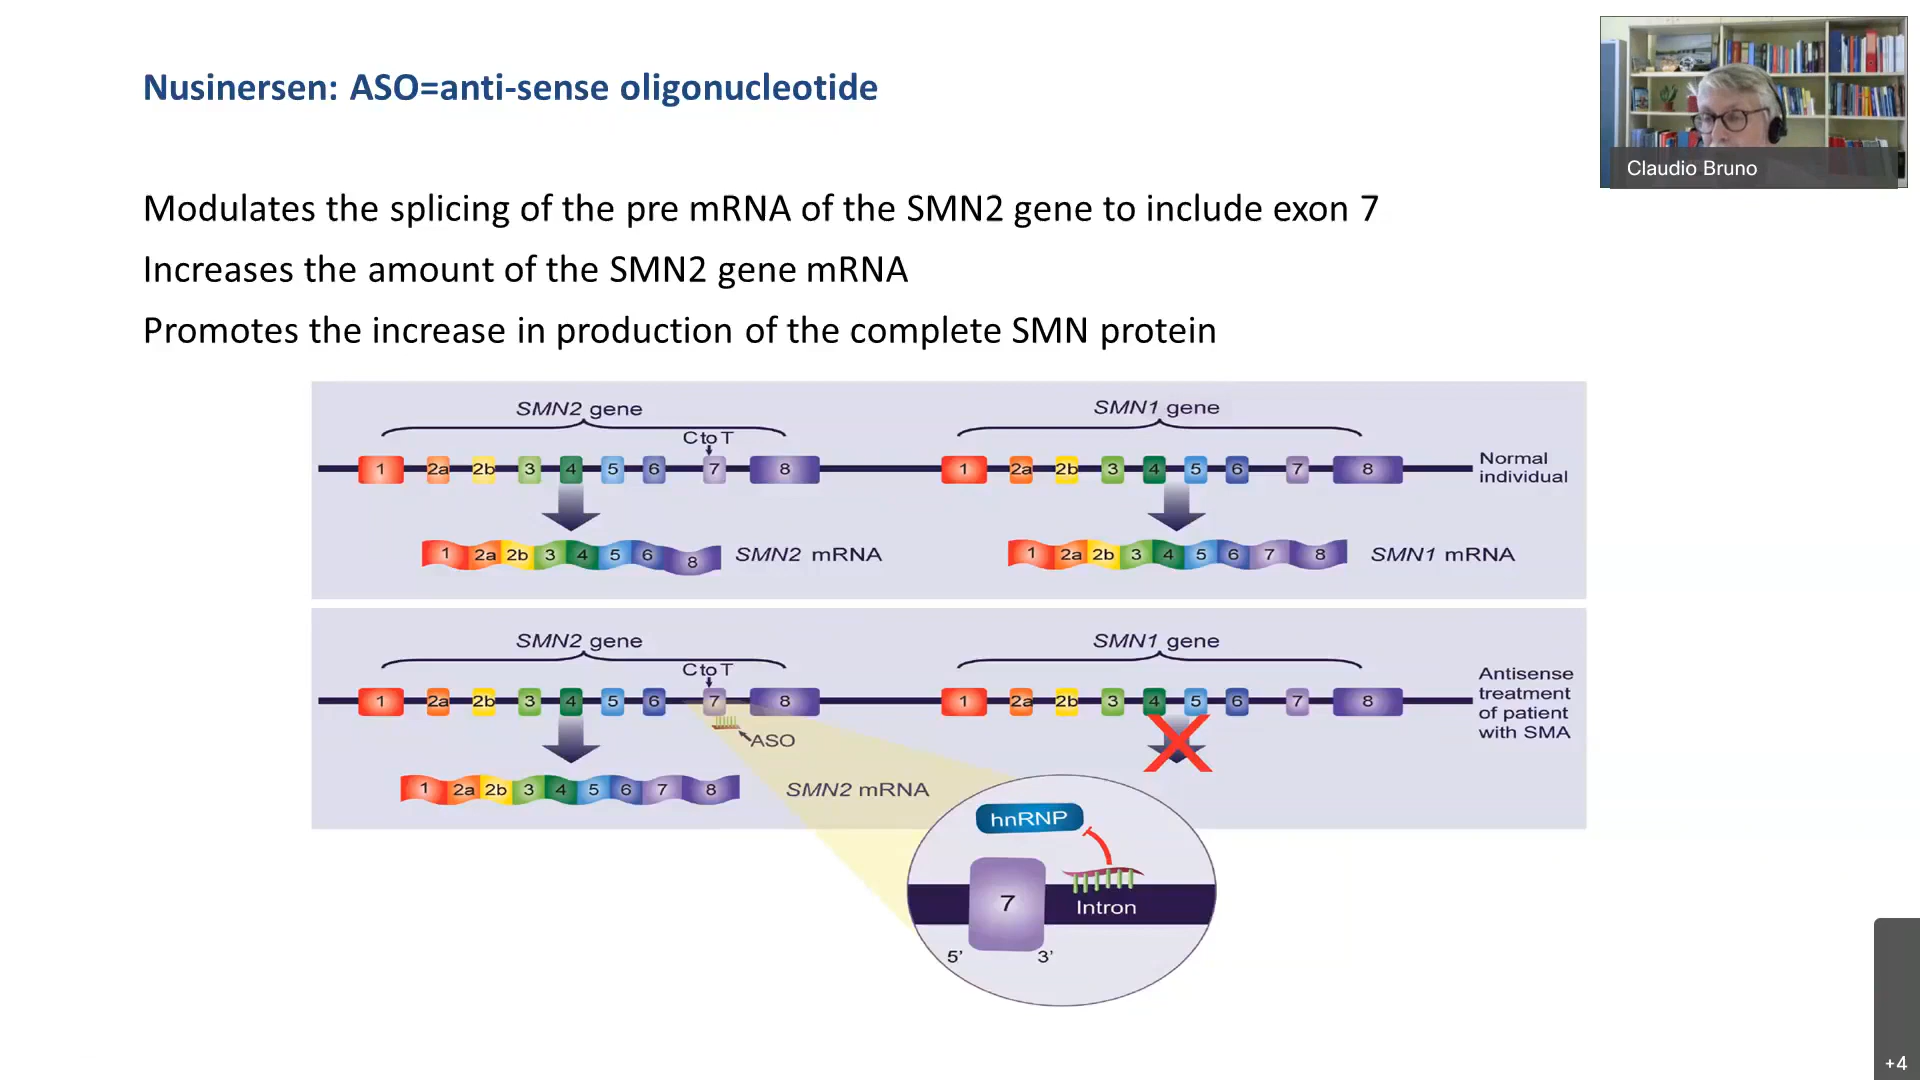 Nusinersen: ASO=anti-sense oligonucleotide
Claudio Bruno
Modulates the splicing of the pre mRNA of the SMN2 gene to include exon 7
Increases the amount of the SMN2 gene mRNA
Promotes the increase in production of the complete SMN protein
SMN2 gene
SMN1 gene
C to T
1 2a 2b 3 4 5 6 7 8
1 2a 2b 3 4 5 6 7 8
Normal
individual
1 2a 2b 3 4 5 6 8
SMN2 mRNA
1 2a 2b 3 4 5 6 7 8
SMN1 mRNA
SMN2 gene
SMN1 gene
C to T
1 2a 2b 3 4 5 6 7 8
1 2a 2b 3 4 5 6 7 8
Antisense
treatment
of patient
with SMA
ASO
1 2a 2b 3 4 5 6 7 8
SMN2 mRNA
hnRNP
7
Intron
5’
3’
+4